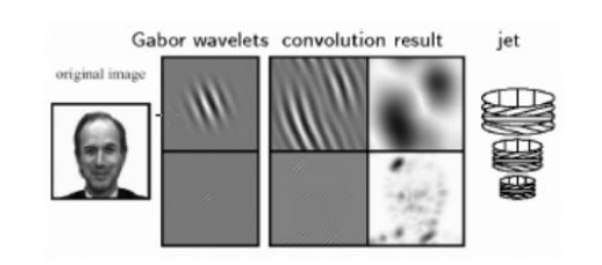 Gabor wavelets convolution result jet
original image